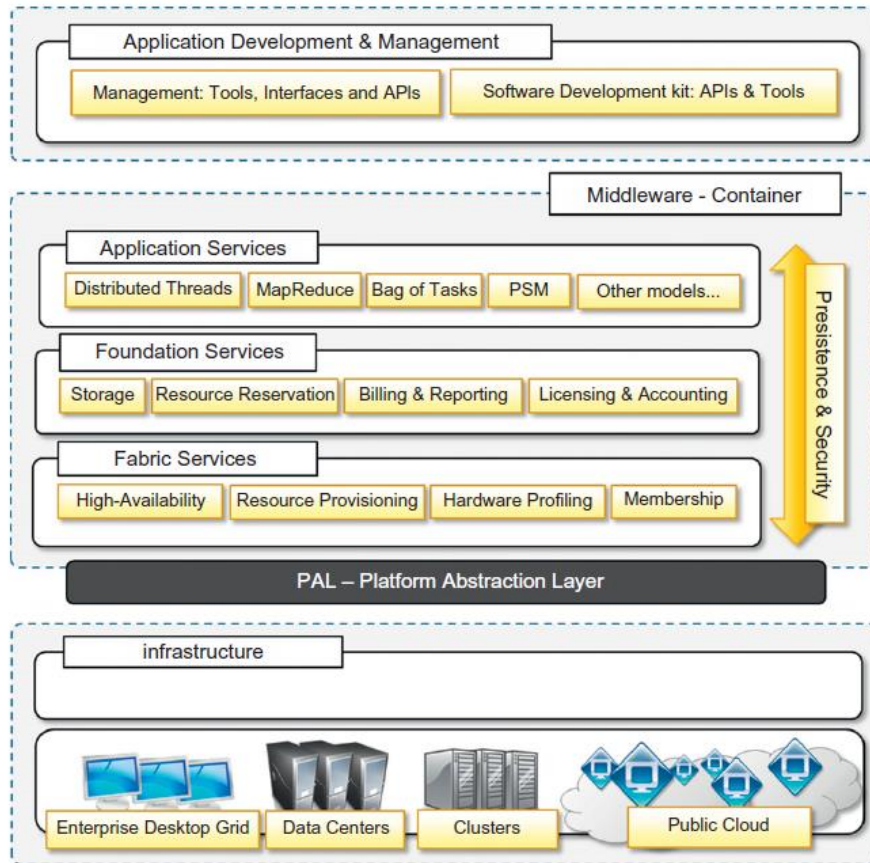 Application Development & Management
Management: Tools, Interfaces and APIs
Software Development kit: APIs & Tools
Middleware - Container
Application Services
Distributed Threads
MapReduce
Bag of Tasks
PSM
Other models...
Foundation Services
Storage
Resource Reservation
Billing & Reporting
Licensing & Accounting
Fabric Services
High-Availability
Resource Provisioning
Hardware Profiling
Membership
Presistence & Security
PAL – Platform Abstraction Layer
infrastructure
Enterprise Desktop Grid
Data Centers
Clusters
Public Cloud